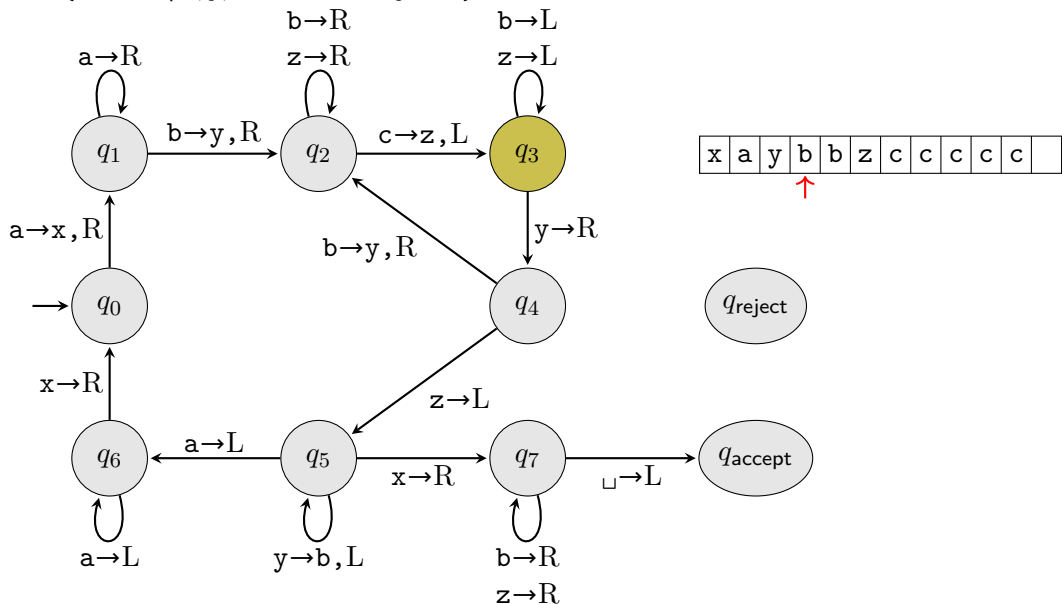 b→R
b→L
a→R
z→R
z→L
q1
b→y,R
q2
c→z,L
q3
x a y b b z c c c c c
a→x,R
b→y,R
y→R
q0
q4
qreject
x→R
z→L
q6
a→L
q5
x→R
q7
␣→L
qaccept
a→L
y→b,L
b→R
z→R